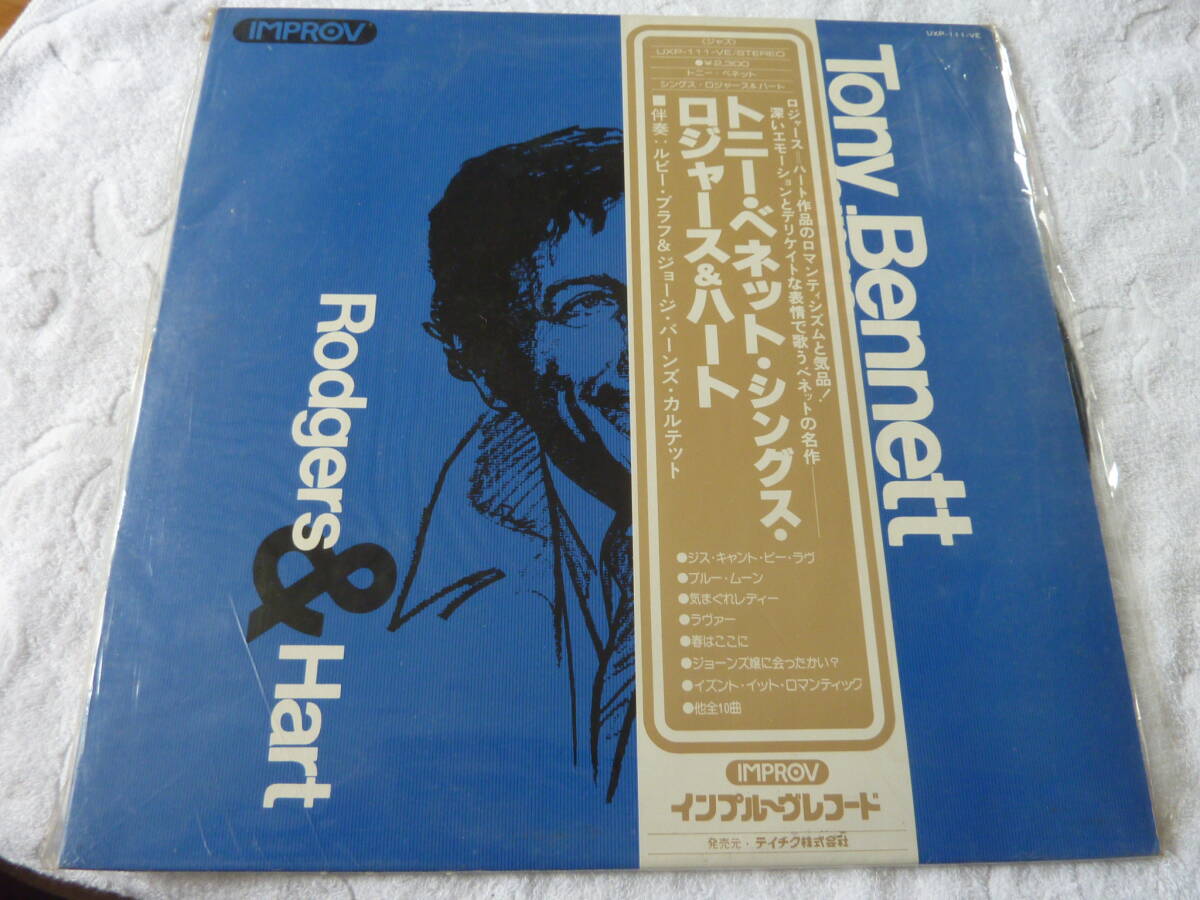 IMPROV
UXP-111-VE
Tony Bennett
Rodgers
&
Hart
(ジャズ)
UXP-111-VE/STEREO
●¥2,300
トニー・ベネット
シングス・ロジャース&ハート
ロジャース=ハート作品のロマンティシズムと気品!
深いエモーションとデリケイトな表情で歌うベネットの名作
トニー・ベネット・シングス・
ロジャース&ハート
■伴奏:ルビー・ブラフ&ジョージ・バーンズ・カルテット
●ジス・キャント・ビー・ラヴ
●ブルー・ムーン
●気まぐれレディー
●ラヴァー
●春はここに
●ジョーンズ嬢に会ったかい?
●イズント・イット・ロマンティック
●他全10曲
IMPROV
インプルーヴレコード
発売元・テイチク株式会社